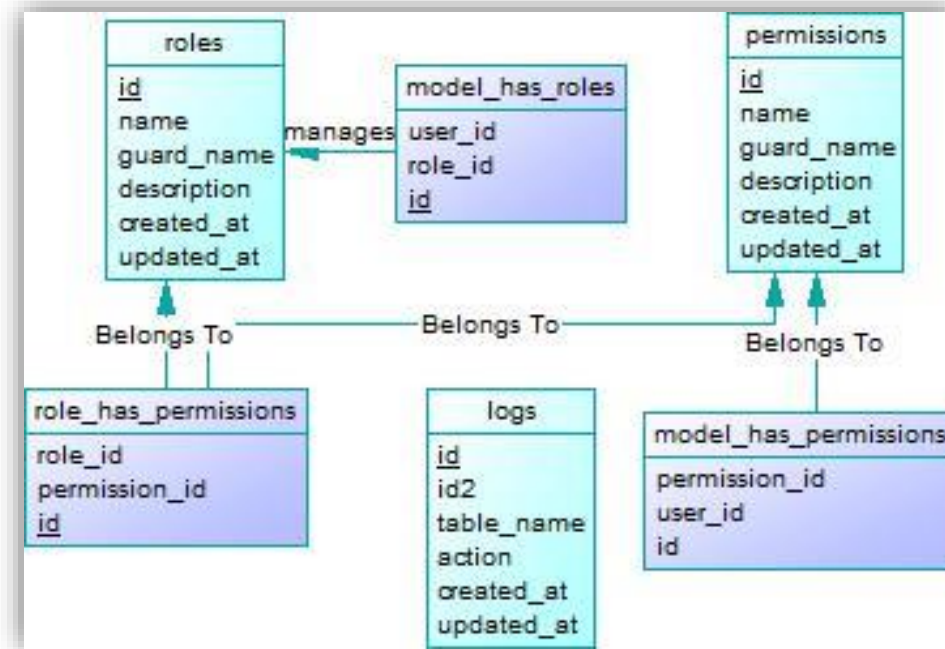 roles
id
name
guard_name
description
created_at
updated_at
manages
model_has_roles
user_id
role_id
id
permissions
id
name
guard_name
description
created_at
updated_at
Belongs To
Belongs To
Belongs To
role_has_permissions
role_id
permission_id
id
logs
id
id2
table_name
action
created_at
updated_at
model_has_permissions
permission_id
user_id
id